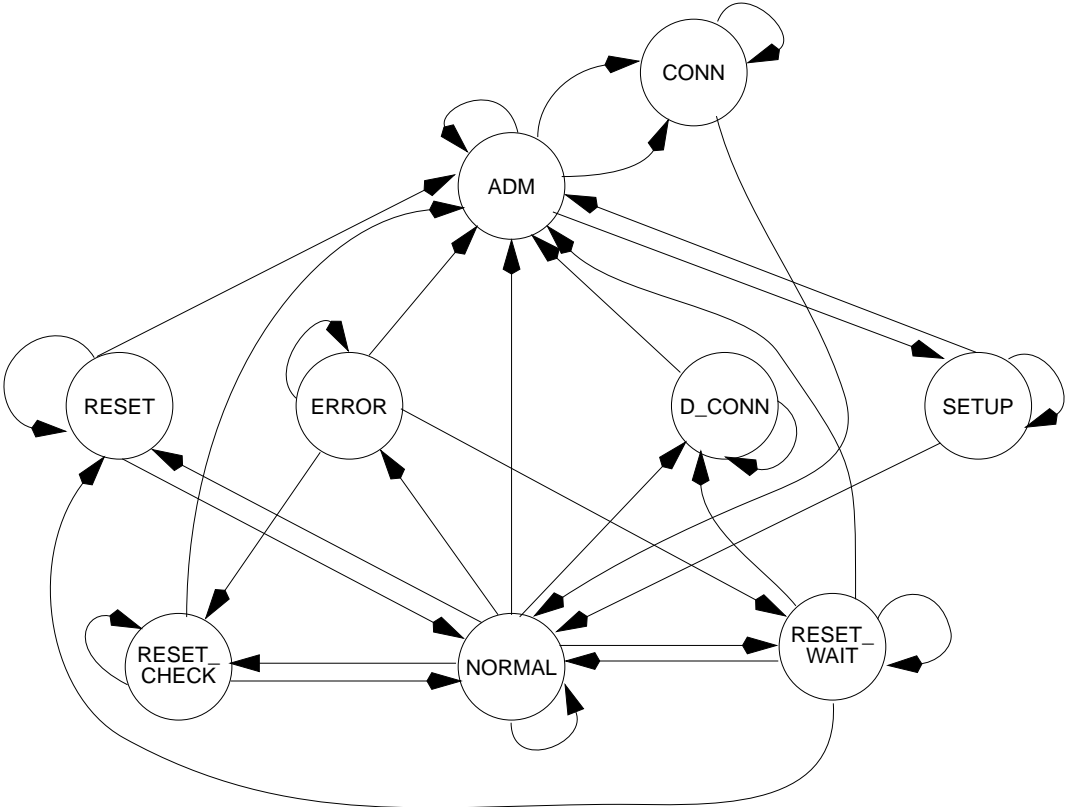 CONN
ADM
RESET
ERROR
D_CONN
SETUP
RESET_
CHECK
NORMAL
RESET_
WAIT